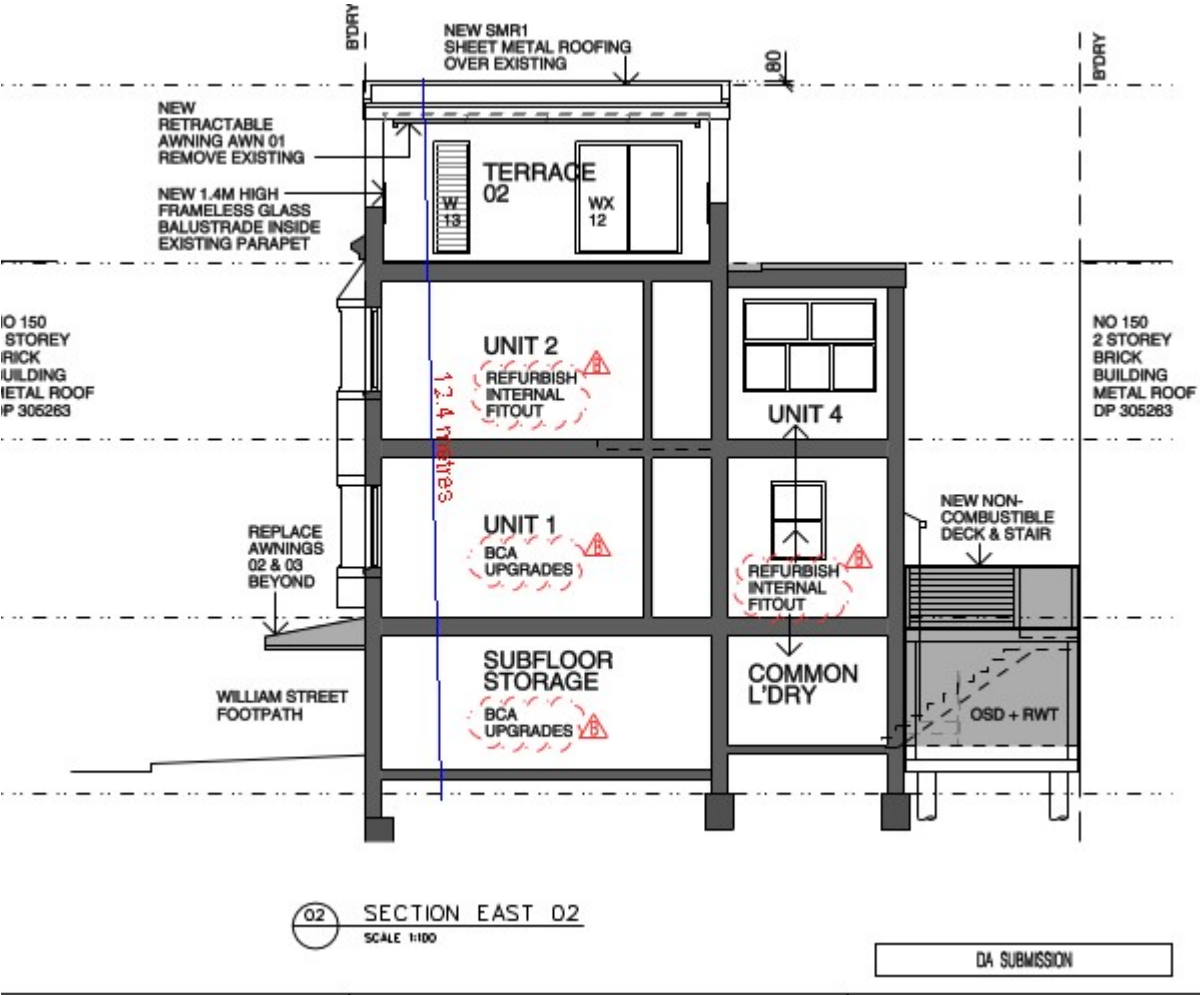 B'DRY
NEW SMR1
SHEET METAL ROOFING
OVER EXISTING
80
B'DRY
NEW
RETRACTABLE
AWNING AWN 01
REMOVE EXISTING
NEW 1.4M HIGH
FRAMELESS GLASS
BALUSTRADE INSIDE
EXISTING PARAPET
TERRACE
02
W
13
WX
12
IO 150
STOREY
RICK
UILDING
METAL ROOF
DP 305263
NO 150
2 STOREY
BRICK
BUILDING
METAL ROOF
DP 305263
UNIT 2
REFURBISH
INTERNAL
FITOUT
12.4 metres
UNIT 4
UNIT 1
BCA
UPGRADES
REFURBISH
INTERNAL
FITOUT
REPLACE
AWNINGS
02 & 03
BEYOND
NEW NON-
COMBUSTIBLE
DECK & STAIR
SUBFLOOR
STORAGE
BCA
UPGRADES
COMMON
L'DRY
WILLIAM STREET
FOOTPATH
OSD + RWT
02
SECTION EAST 02
SCALE 1:100
DA SUBMISSION